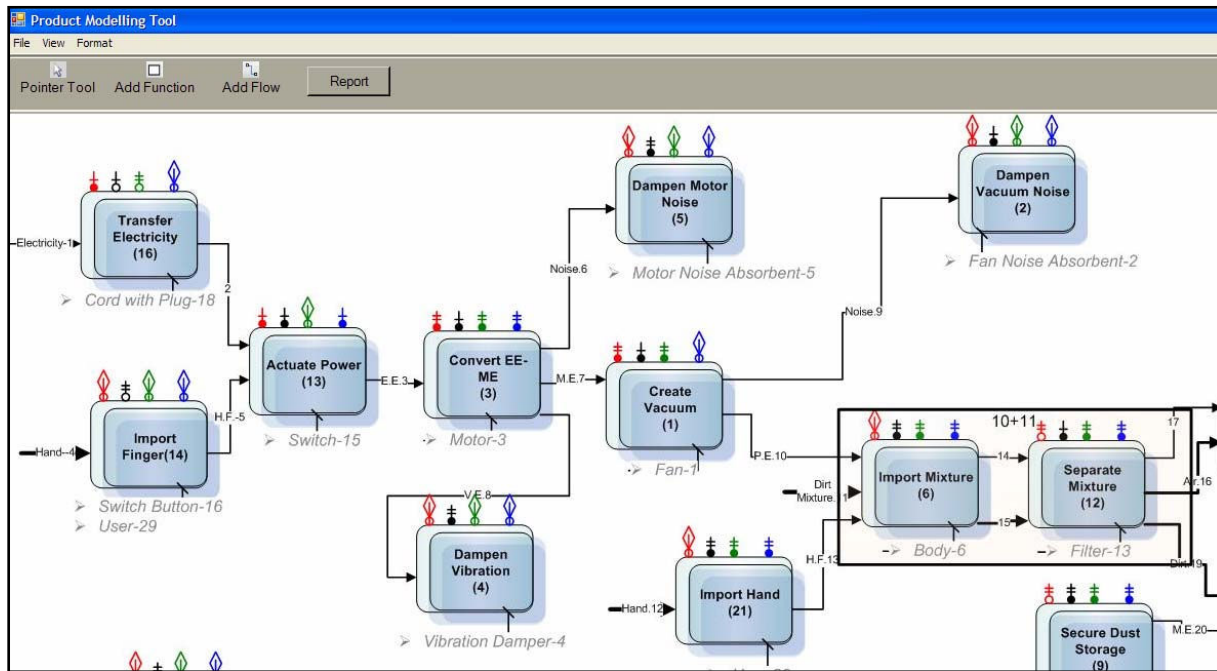 Product Modelling Tool
File View Format
Pointer Tool Add Function Add Flow Report
Electricity-1
Transfer
Electricity
(16)
Cord with Plug-18
2
Hand--4
Import
Finger(14)
Switch Button-16
User-29
H.F.-5
Actuate Power
(13)
Switch-15
E.E.3
Convert EE-
ME
(3)
Motor-3
Noise.6
Dampen Motor
Noise
(5)
Motor Noise Absorbent-5
M.E.7
V.E.8
Dampen
Vibration
(4)
Vibration Damper-4
Create
Vacuum
(1)
Fan-1
Noise.9
Dampen
Vacuum Noise
(2)
Fan Noise Absorbent-2
P.E.10
Dirt
Hand.12
Import Hand
(21)
H.F.13
10+11
Import Mixture
(6)
Body-6
14
15
Separate
Mixture
(12)
Filter-13
17
Dirt.19
Secure Dust
Storage
(9)
M.E.20